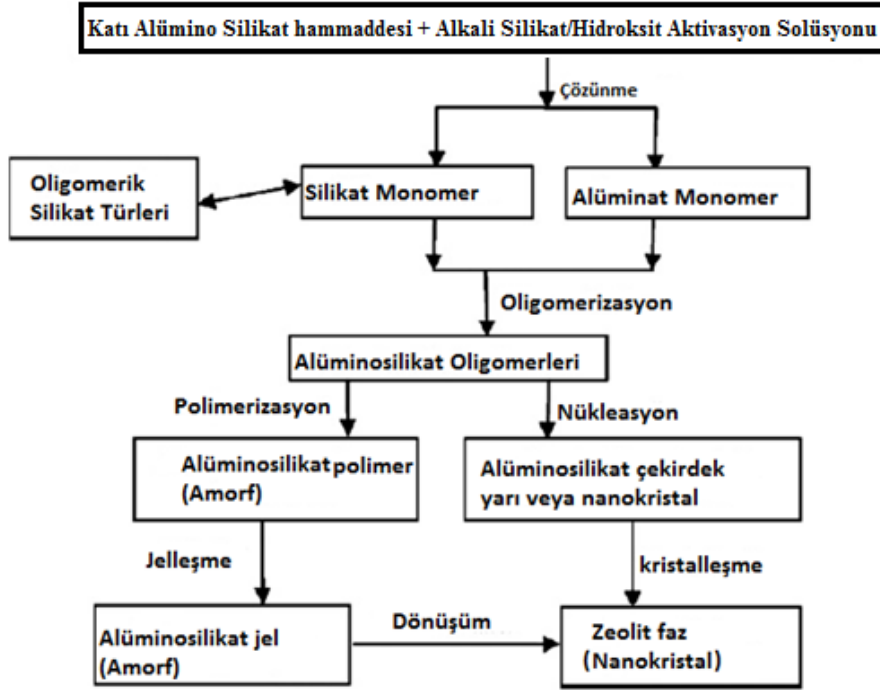 Katı Alümino Silikat hammaddesi + Alkali Silikat/Hidroksit Aktivasyon Solüsyonu
Çözünme
Oligomerik
Silikat Türleri
Silikat Monomer
Alüminat Monomer
Oligomerizasyon
Alüminosilikat Oligomerleri
Polimerizasyon
Nükleasyon
Alüminosilikat polimer
(Amorf)
Alüminosilikat çekirdek
yarı veya nanokristal
Jelleşme
kristalleşme
Alüminosilikat jel
(Amorf)
Dönüşüm
Zeolit faz
(Nanokristal)